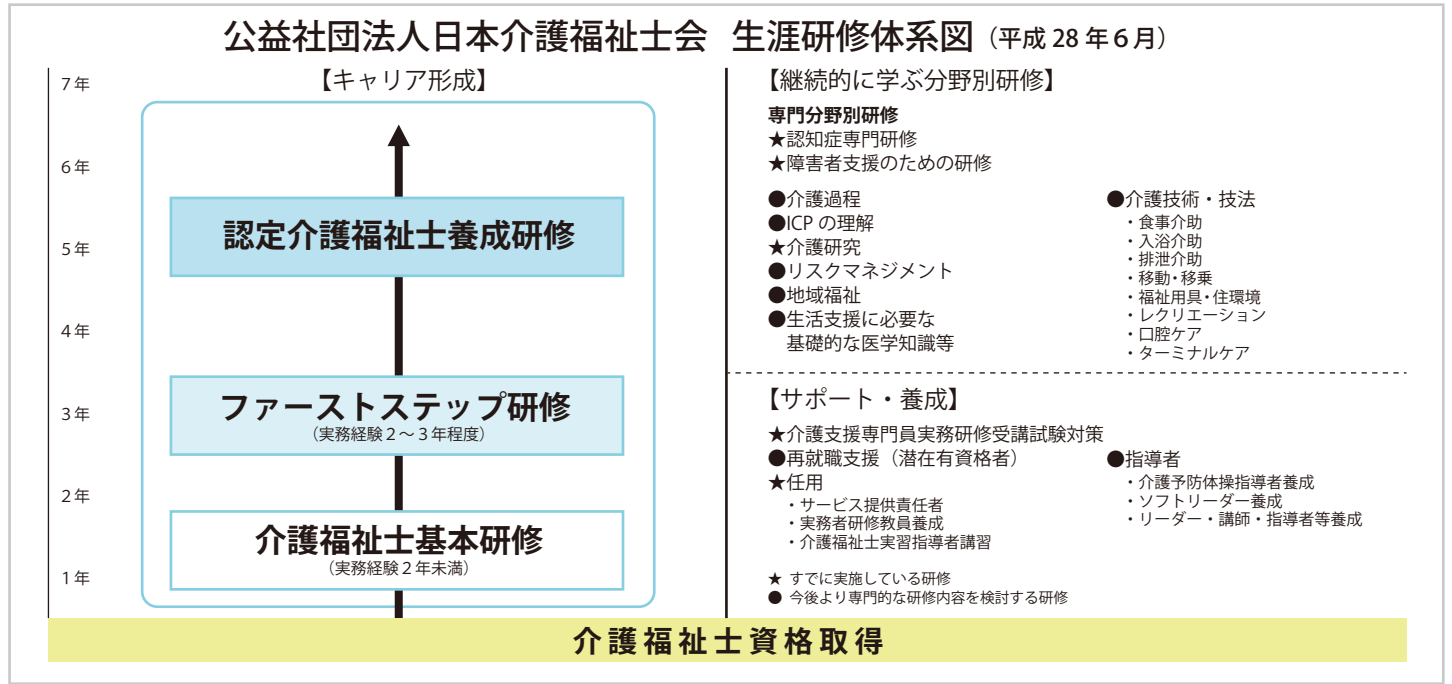 公益社団法人日本介護福祉士会 生涯研修体系図（平成 28 年６月）
【キャリア形成】
7 年
6 年
5 年
4 年
3 年
2 年
1 年
認定介護福祉士養成研修
ファーストステップ研修
（実務経験２～３年程度）
介護福祉士基本研修
（実務経験２年未満）
【継続的に学ぶ分野別研修】
専門分野別研修
★認知症専門研修
★障害者支援のための研修
●介護過程
●ICP の理解
★介護研究
●リスクマネジメント
●地域福祉
●生活支援に必要な
基礎的な医学知識等
●介護技術・技法
・食事介助
・入浴介助
・排泄介助
・移動・移乗
・福祉用具・住環境
・レクリエーション
・口腔ケア
・ターミナルケア
【サポート・養成】
★介護支援専門員実務研修受講試験対策
●再就職支援（潜在有資格者）
★任用
・サービス提供責任者
・実務者研修教員養成
・介護福祉士実習指導者講習
●指導者
・介護予防体操指導者養成
・ソフトリーダー養成
・リーダー・講師・指導者等養成
★ すでに実施している研修
● 今後より専門的な研修内容を検討する研修
介護福祉士資格取得